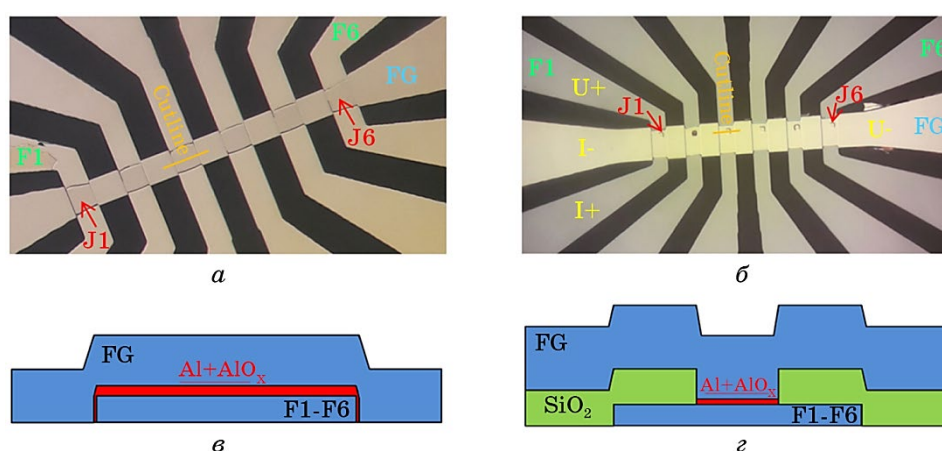 F6
FG
Cutline
J6
F1
J1
а
F6
F1
U+
J1
Cutline
J6
FG
U-
I-
I+
б
FG
Al+AlOₓ
F1-F6
в
FG
Al+AlOₓ
SiO₂
F1-F6
г